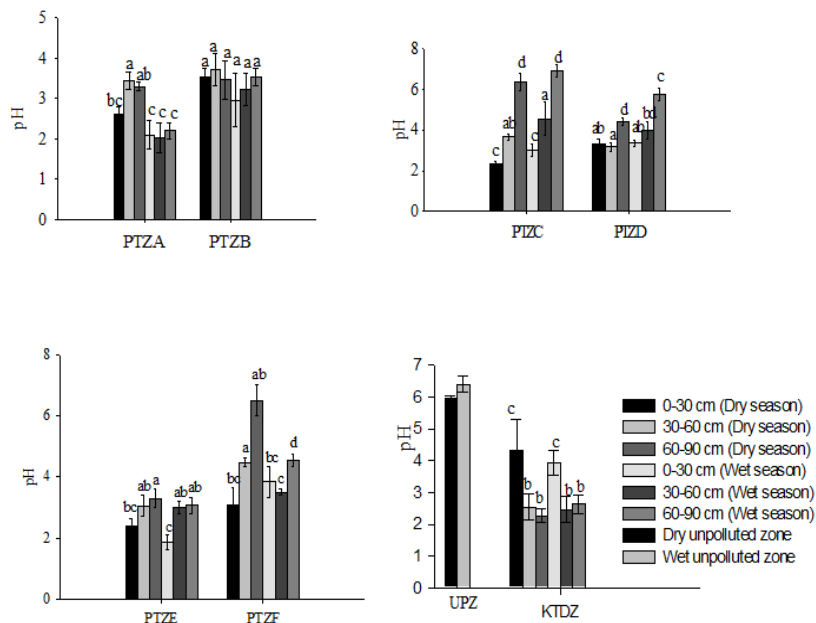 5
4
3
2
1
0
pH
bc
a
ab
c
c
c
a
a
a
a
a
a
PTZA
PTZB
8
6
4
2
0
pH
c
ab
d
c
a
d
ab
a
d
ab
bd
c
PIZC
PIZD
8
6
4
2
0
pH
bc
ab
a
c
ab
ab
bc
a
ab
bc
c
d
PTZE
PTZF
7
6
5
4
3
2
1
0
pH
c
b
b
c
b
b
UPZ
KTDZ
0-30 cm (Dry season)
30-60 cm (Dry season)
60-90 cm (Dry season)
0-30 cm (Wet season)
30-60 cm (Wet season)
60-90 cm (Wet season)
Dry unpolluted zone
Wet unpolluted zone